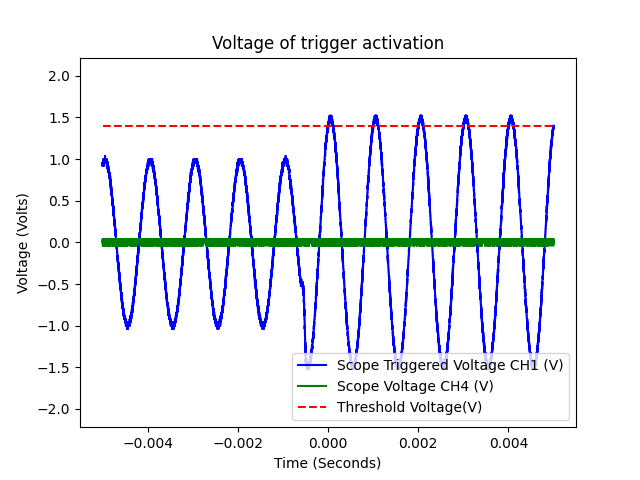 Voltage of trigger activation
Voltage (Volts)
2.0
1.5
1.0
0.5
0.0
−0.5
−1.0
−1.5
−2.0
Scope Triggered Voltage CH1 (V)
Scope Voltage CH4 (V)
Threshold Voltage(V)
−0.004 −0.002 0.000 0.002 0.004
Time (Seconds)